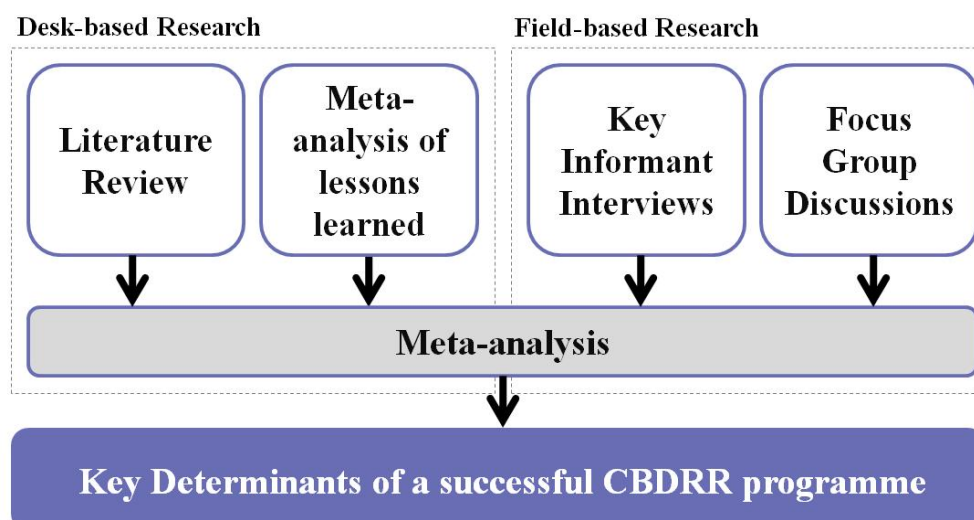 Desk-based Research
Field-based Research
Literature
Review
Meta-
analysis of
lessons
learned
Key
Informant
Interviews
Focus
Group
Discussions
Meta-analysis
Key Determinants of a successful CBDRR programme